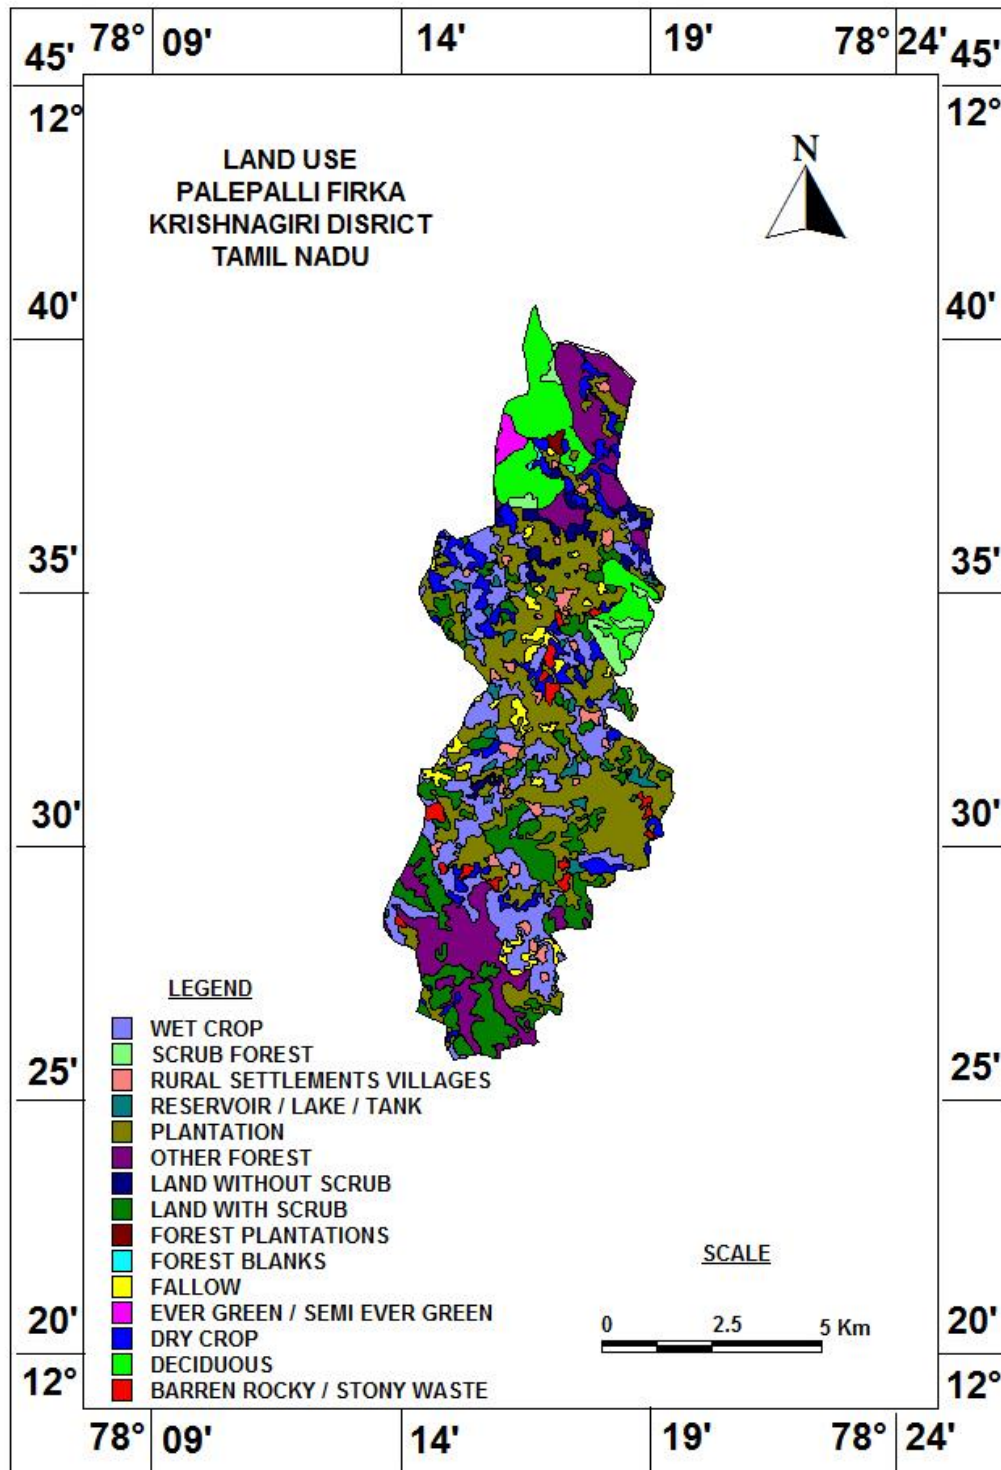 78° 09' 14' 19' 78° 24'
45' 45'
12° 12°
LAND USE
PALEPALLI FIRKA
KRISHNAGIRI DISRICT
TAMIL NADU
N
40' 40'
35' 35'
30' 30'
LEGEND
WET CROP
SCRUB FOREST
RURAL SETTLEMENTS VILLAGES
25' 25'
RESERVOIR / LAKE / TANK
PLANTATION
OTHER FOREST
LAND WITHOUT SCRUB
LAND WITH SCRUB
FOREST PLANTATIONS
FOREST BLANKS
FALLOW
EVER GREEN / SEMI EVER GREEN
DRY CROP
DECIDUOUS
BARREN ROCKY / STONY WASTE
SCALE
0 2.5 5 Km
20' 20'
12° 12°
78° 09' 14' 19' 78° 24'